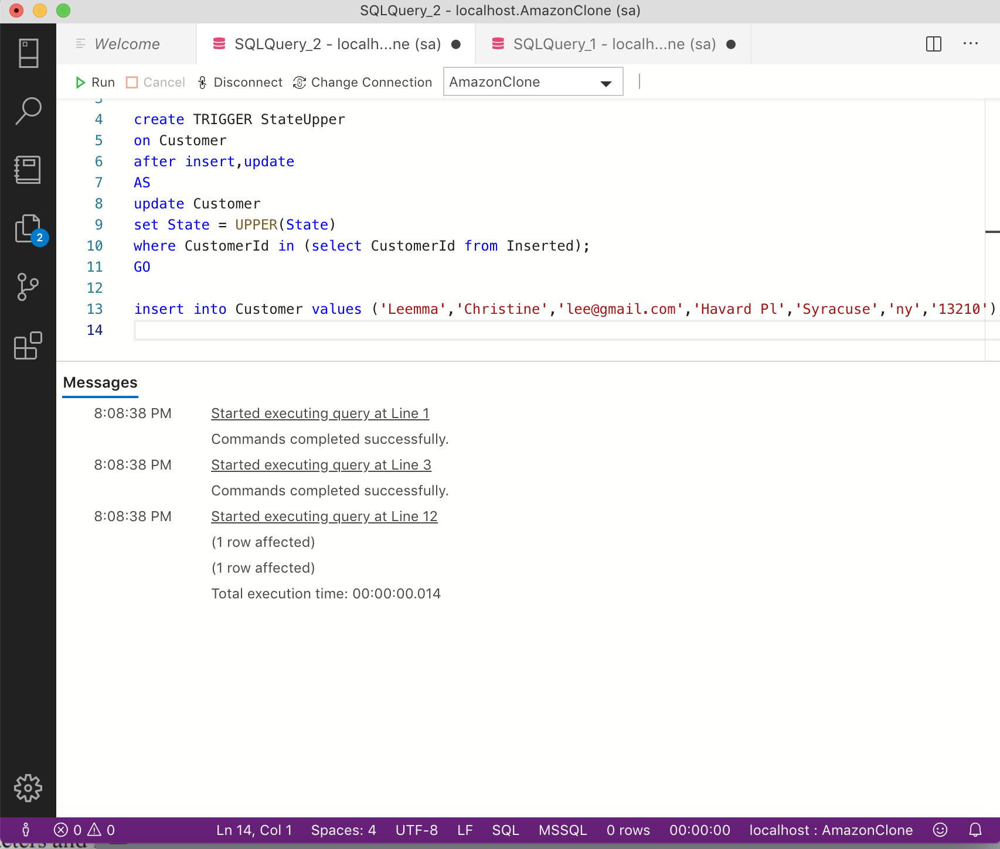 SQLQuery_2 - localhost.AmazonClone (sa)
Welcome
SQLQuery_2 - localh...ne (sa)
SQLQuery_1 - localh...ne (sa)
Run Cancel Disconnect Change Connection AmazonClone
4 create TRIGGER StateUpper
5 on Customer
6 after insert,update
7 AS
8 update Customer
9 set State = UPPER(State)
10 where CustomerId in (select CustomerId from Inserted);
11 GO
12
13 insert into Customer values ('Leemma','Christine','lee@gmail.com','Havard Pl','Syracuse','ny','13210')
14
2
Messages
8:08:38 PM Started executing query at Line 1
Commands completed successfully.
8:08:38 PM Started executing query at Line 3
Commands completed successfully.
8:08:38 PM Started executing query at Line 12
(1 row affected)
(1 row affected)
Total execution time: 00:00:00.014
0 0 Ln 14, Col 1 Spaces: 4 UTF-8 LF SQL MSSQL 0 rows 00:00:00 localhost : AmazonClone